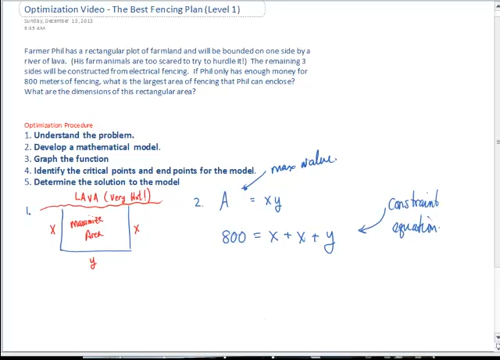 Optimization Video - The Best Fencing Plan (Level 1)
Sunday, December 15, 2013
Farmer Phil has a rectangular plot of farmland and will be bounded on one side by a
river of lava. (His farm animals are too scared to try to hurdle it!) The remaining 3
sides will be constructed from electrical fencing. If Phil only has enough money for
800 meters of fencing, what is the largest area of fencing that Phil can enclose?
What are the dimensions of this rectangular area?
Optimization Procedure
1. Understand the problem.
2. Develop a mathematical model.
3. Graph the function
4. Identify the critical points and end points for the model.
5. Determine the solution to the model
max value.
LAVA (Very Hot!)
1.
x
Maximize
Area
x
y
2. A = xy
800 = x + x + y
constraint
equation.